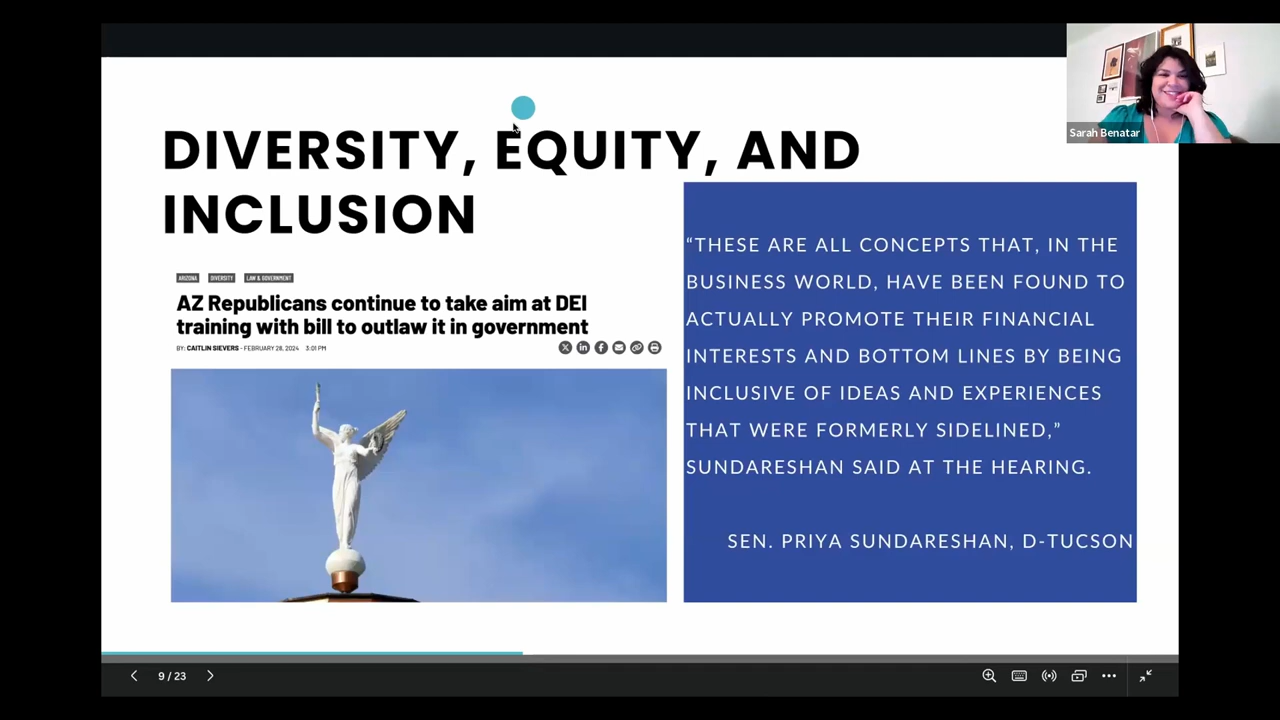 Sarah Benatar
DIVERSITY, EQUITY, AND
INCLUSION
ARIZONA DIVERSITY LAW & GOVERNMENT
AZ Republicans continue to take aim at DEI
training with bill to outlaw it in government
BY: CAITLIN SIEVERS - FEBRUARY 28, 2024 3:01 PM
“THESE ARE ALL CONCEPTS THAT, IN THE
BUSINESS WORLD, HAVE BEEN FOUND TO
ACTUALLY PROMOTE THEIR FINANCIAL
INTERESTS AND BOTTOM LINES BY BEING
INCLUSIVE OF IDEAS AND EXPERIENCES
THAT WERE FORMERLY SIDELINED,”
SUNDARESHAN SAID AT THE HEARING.
SEN. PRIYA SUNDARESHAN, D-TUCSON
9 / 23